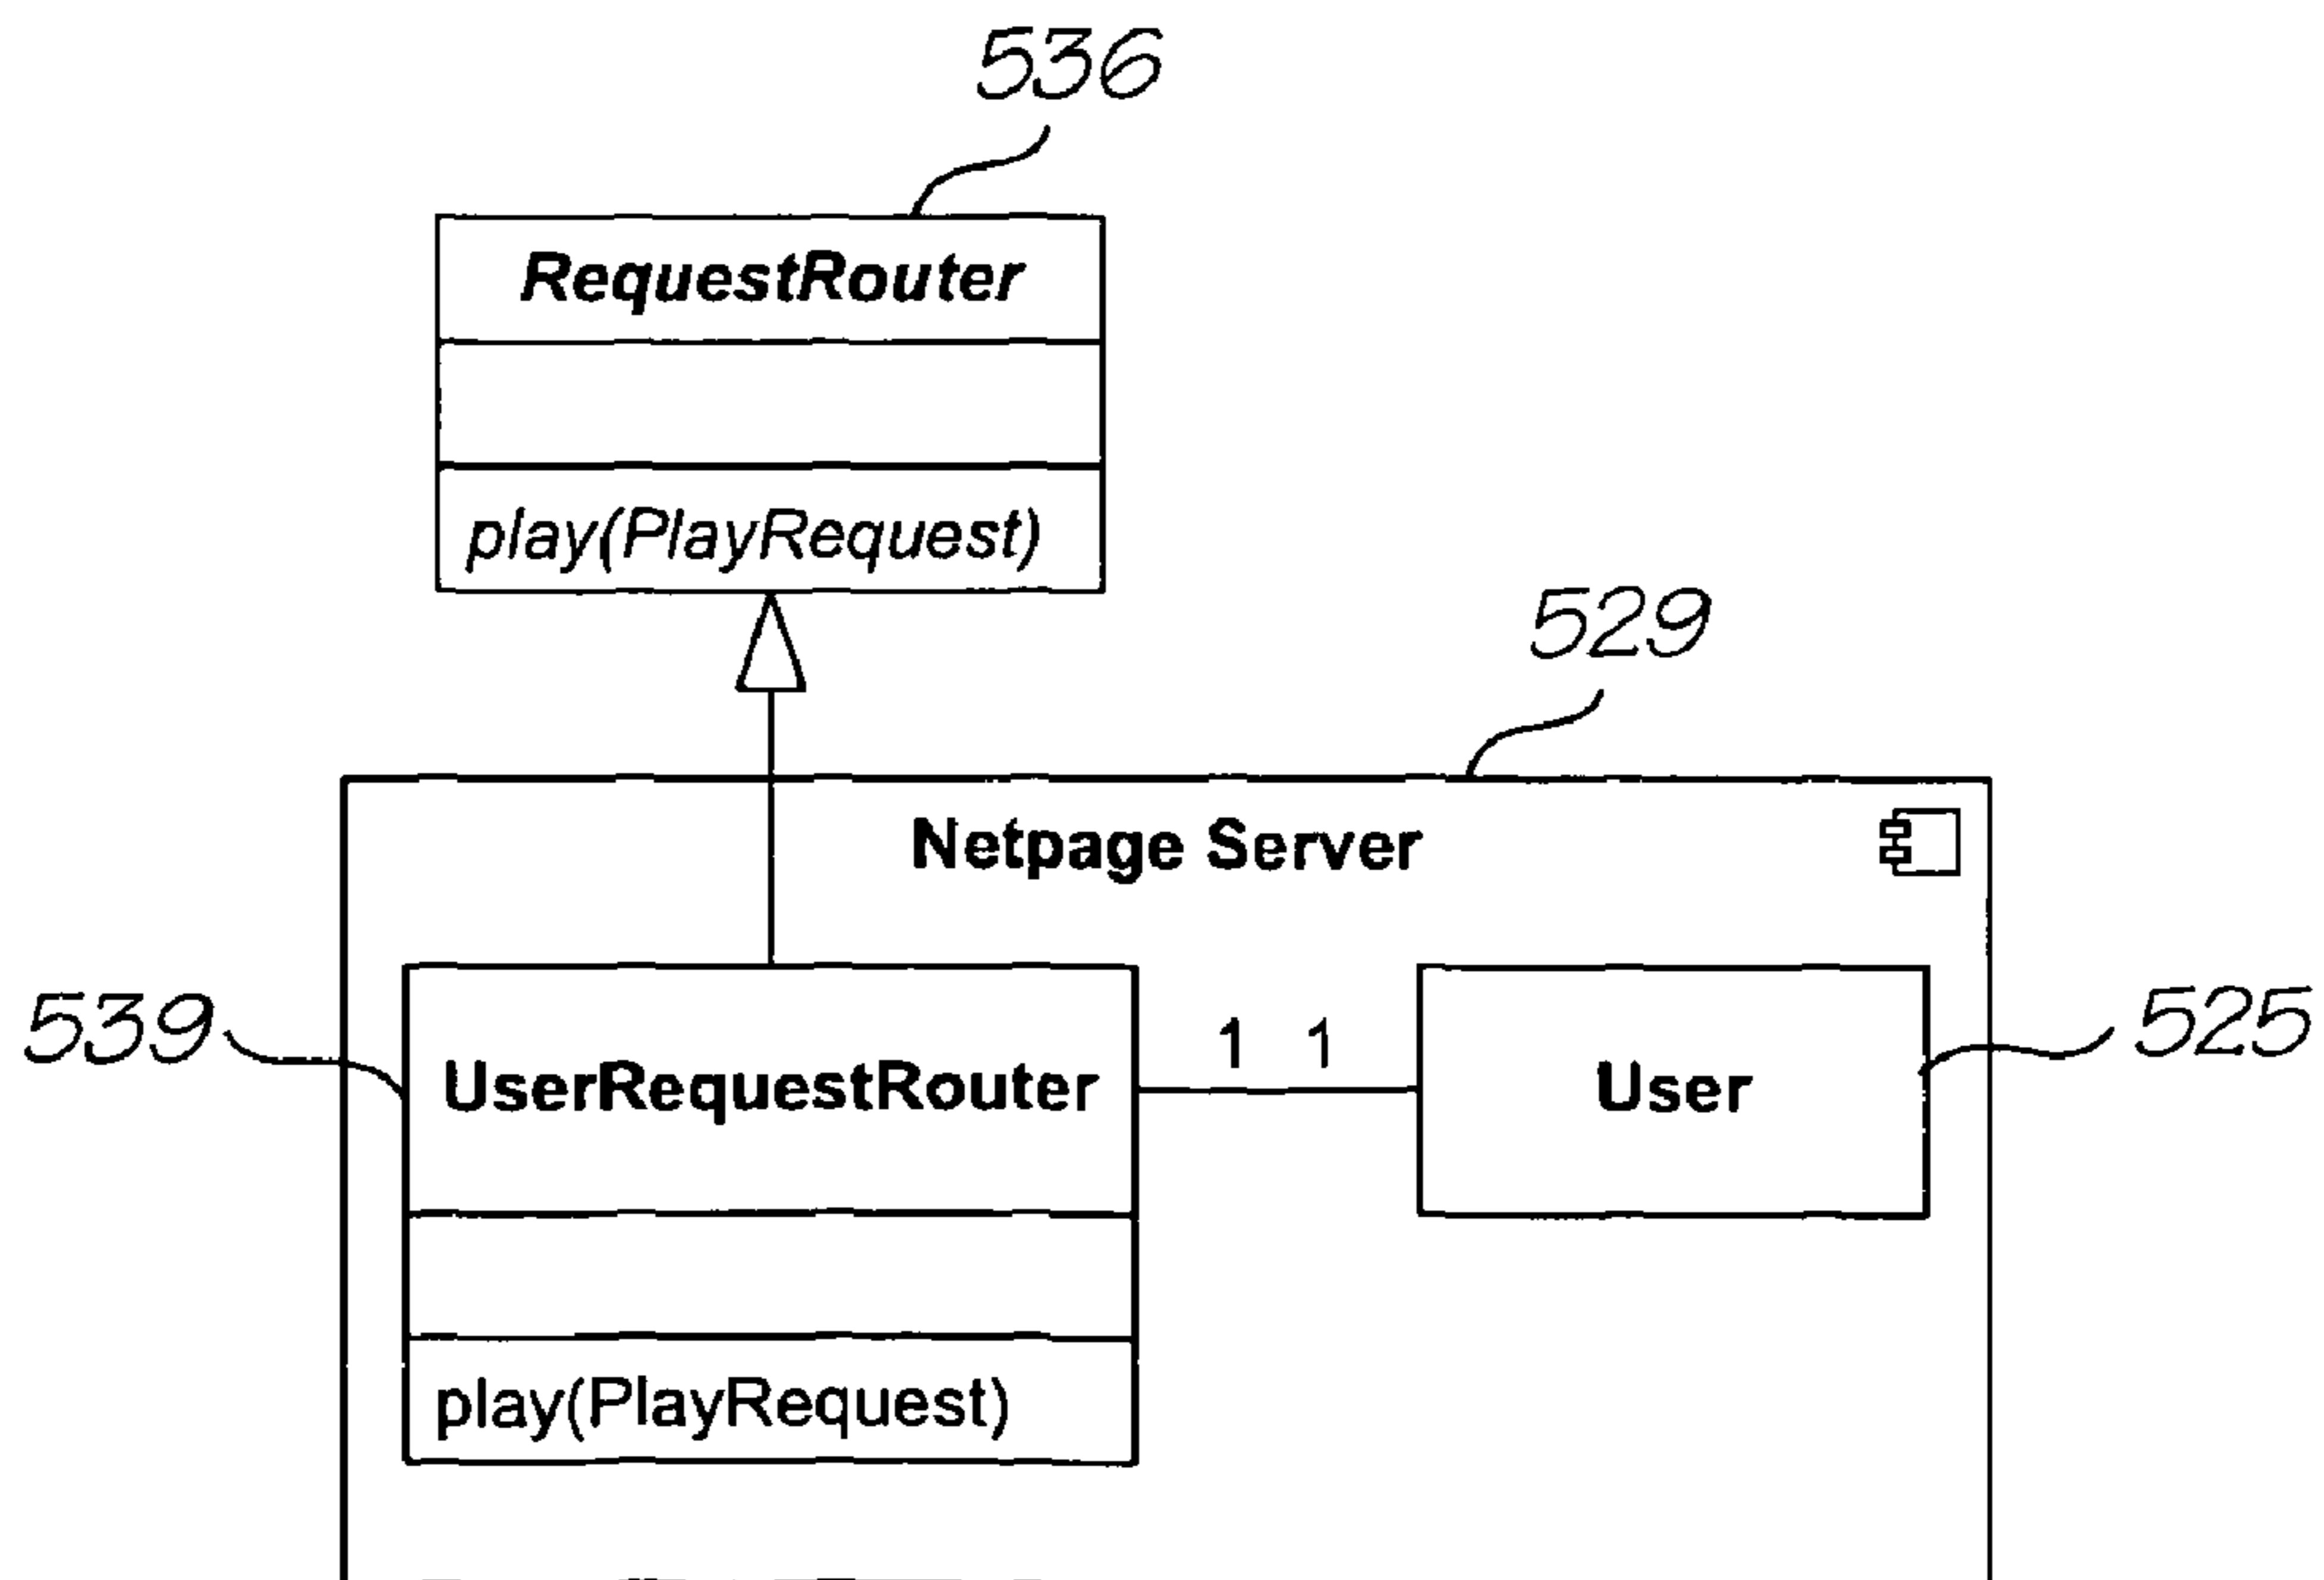 536
RequestRouter
play(PlayRequest)
529
Netpage Server
539
UserRequestRouter
1 1
User
525
play(PlayRequest)